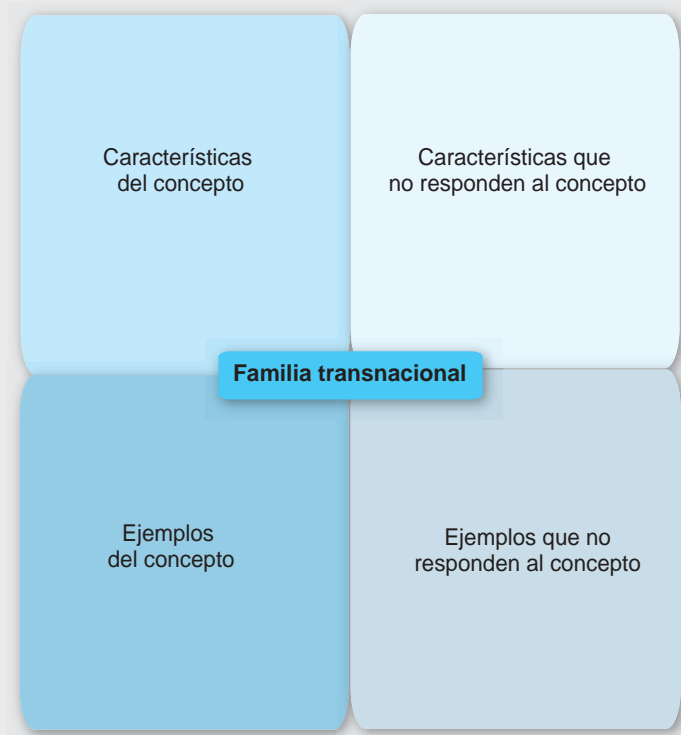 Características
del concepto
Características que
no responden al concepto
Familia transnacional
Ejemplos
del concepto
Ejemplos que no
responden al concepto